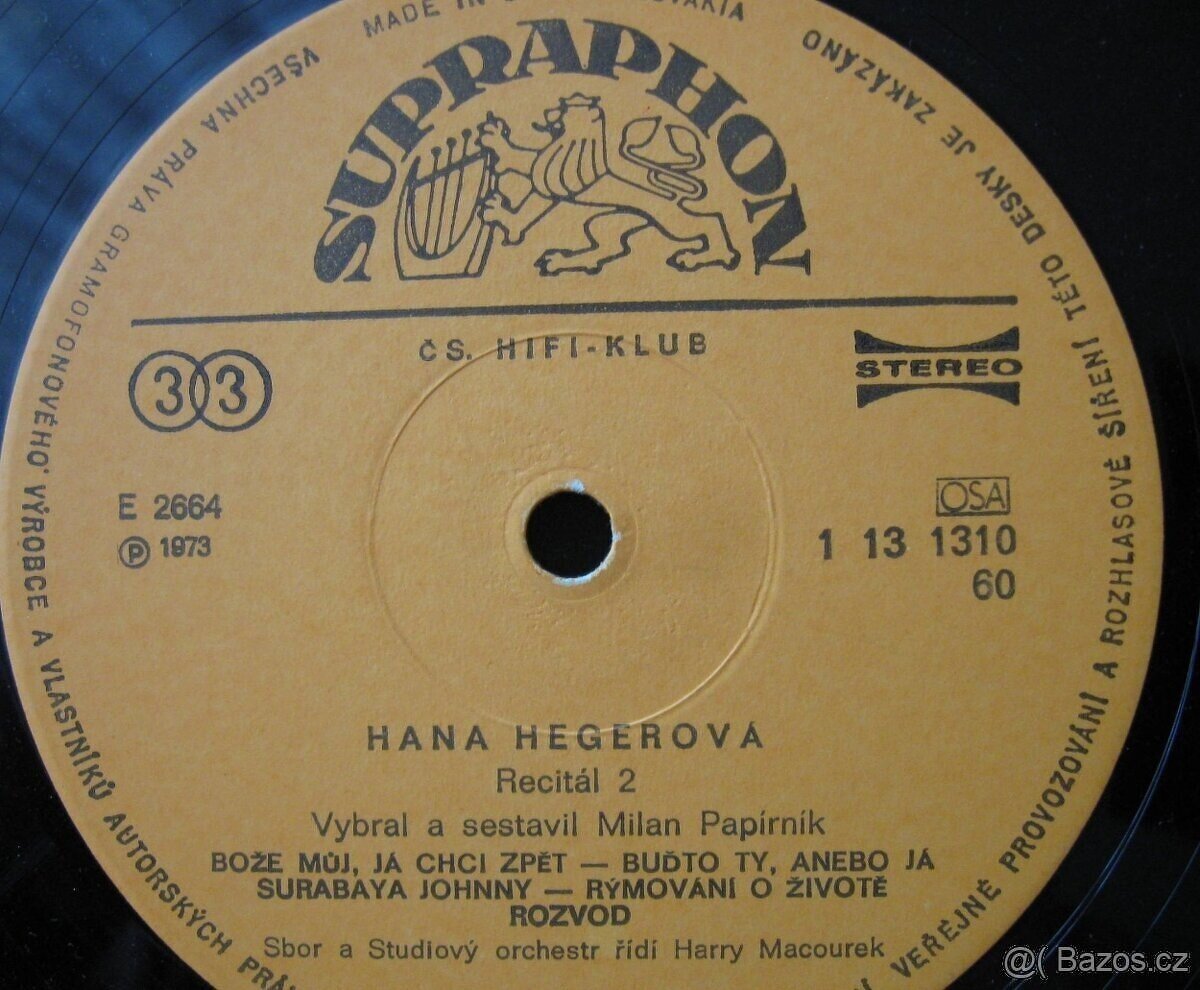 MADE IN
SUPRAPHON
ČS. HIFI-KLUB
33
STEREO
E 2664
Ⓟ 1973
OSA
1 13 1310
60
HANA HEGEROVÁ
Recitál 2
Vybral a sestavil Milan Papírník
BOŽE MŮJ, JÁ CHCI ZPĚT — BUĎTO TY, ANEBO JÁ
SURABAYA JOHNNY — RÝMOVÁNÍ O ŽIVOTĚ
ROZVOD
Sbor a Studiový orchestr řídí Harry Macourek
VŠECHNA PRÁVA GRAMOFONOVÉHO VÝROBCE A VLASTNÍKŮ AUTORSKÝCH
VEŘEJNÉ PROVOZOVÁNÍ A ROZHLASOVÉ ŠÍŘENÍ TÉTO DESKY JE ZAKÁZÁNO
@( Bazos.cz